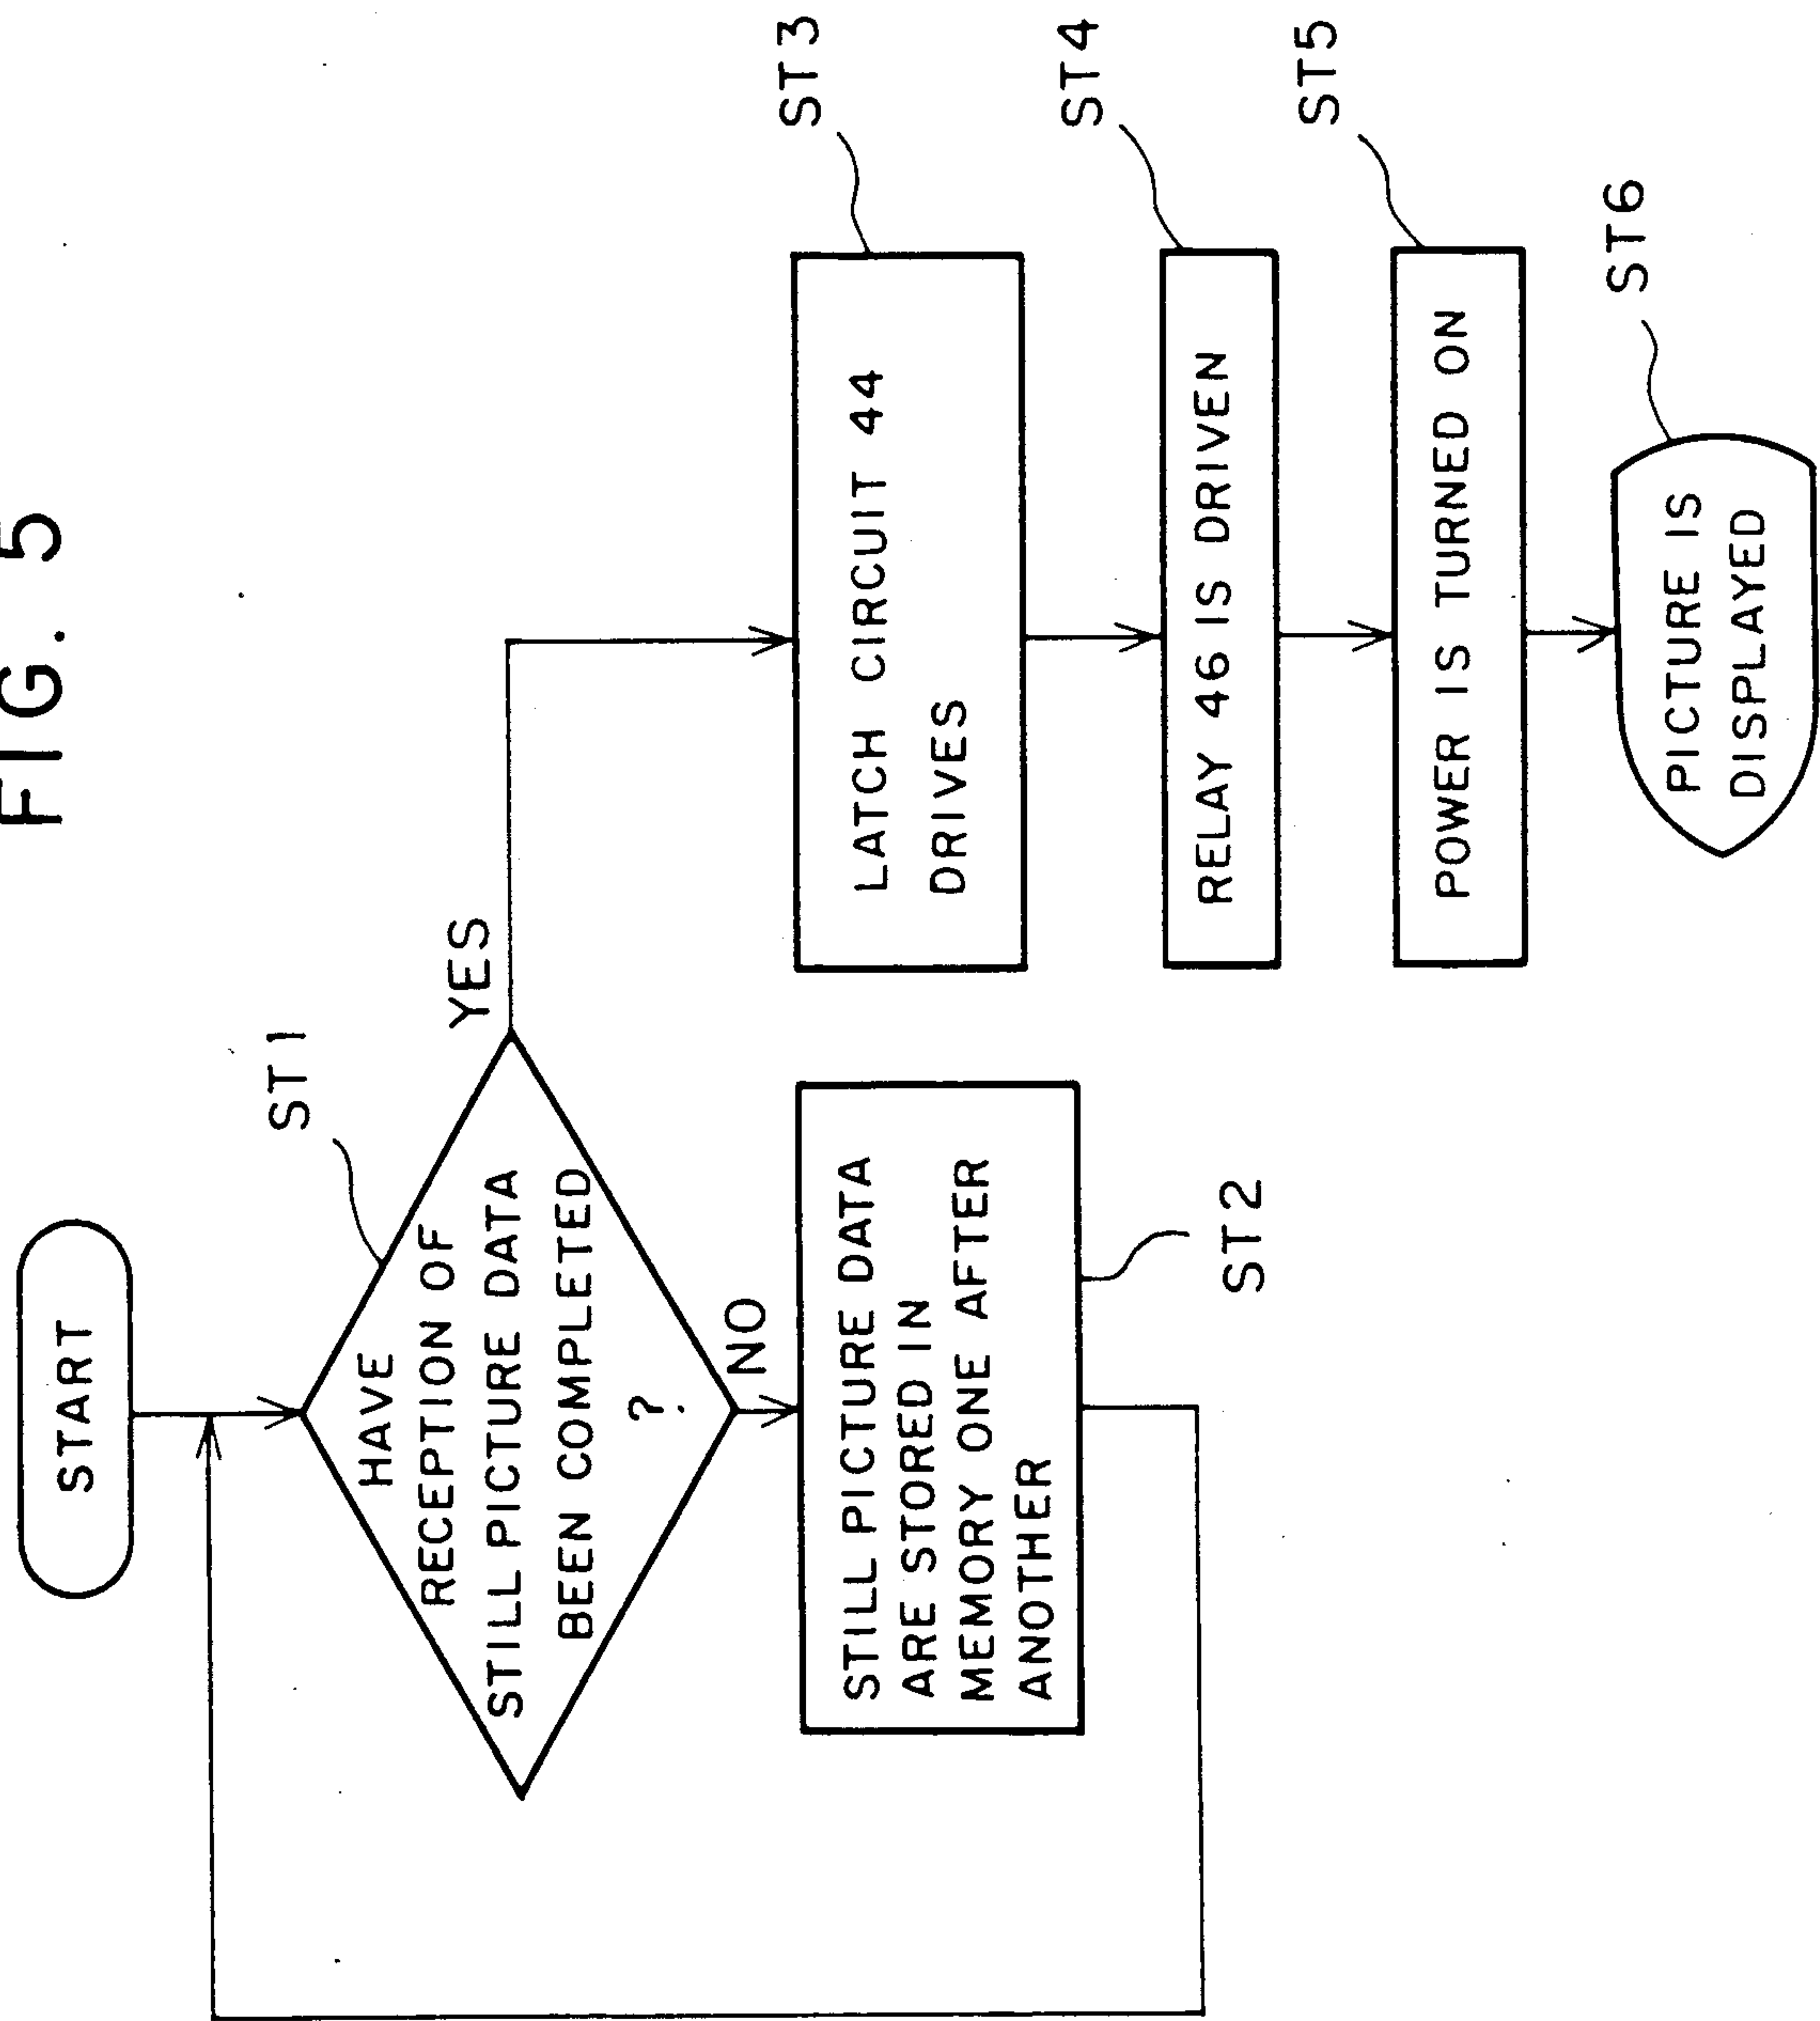 FIG. 5
START
ST1
HAVE
RECEPTION OF
STILL PICTURE DATA
BEEN COMPLETED
?
YES
NO
STILL PICTURE DATA
ARE STORED IN
MEMORY ONE AFTER
ANOTHER
ST2
LATCH CIRCUIT 44
DRIVES
ST3
RELAY 46 IS DRIVEN
ST4
POWER IS TURNED ON
ST5
PICTURE IS
DISPLAYED
ST6